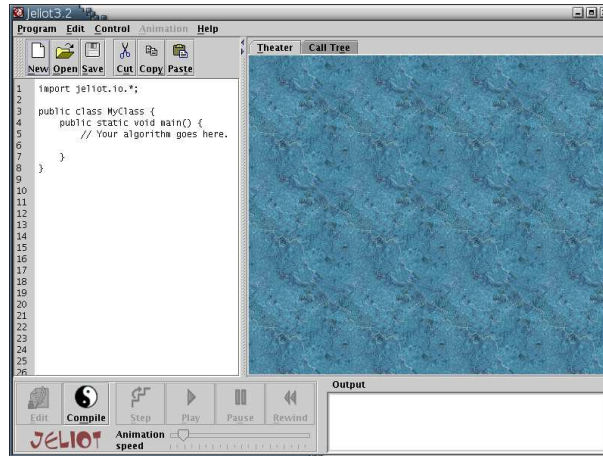 Jeliot3.2
Program Edit Control Animation Help
New Open Save Cut Copy Paste
Theater Call Tree
1 import jeliot.io.*;
2
3 public class MyClass {
4 public static void main() {
5 // Your algorithm goes here.
6
7 }
8 }
9
10
11
12
13
14
15
16
17
18
19
20
21
22
23
24
25
26
Edit Compile Step Play Pause Rewind
Output
JELIOT
Animation
speed